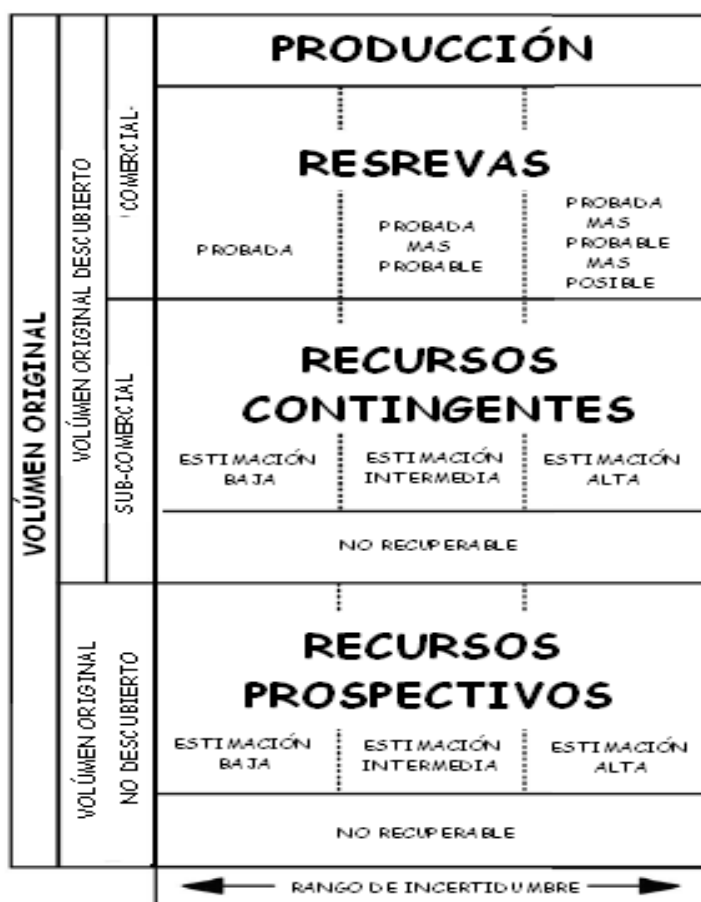 VOLÚMEN ORIGINAL
VOLÚMEN ORIGINAL DESCUBIERTO
COMERCIAL-
PRODUCCIÓN
RESREVAS
PROBADA
PROBADA
MAS
PROBABLE
PROBADA
MAS
PROBABLE
MAS
POSIBLE
SUB-COMERCIAL
RECURSOS
CONTINGENTES
ESTIMACIÓN
BAJA
ESTIMACIÓN
INTERMEDIA
ESTIMACIÓN
ALTA
NO RECUPERABLE
VOLÚMEN ORIGINAL
NO DESCUBIERTO
RECURSOS
PROSPECTIVOS
ESTIMACIÓN
BAJA
ESTIMACIÓN
INTERMEDIA
ESTIMACIÓN
ALTA
NO RECUPERABLE
RANGO DE INCERTIDUMBRE